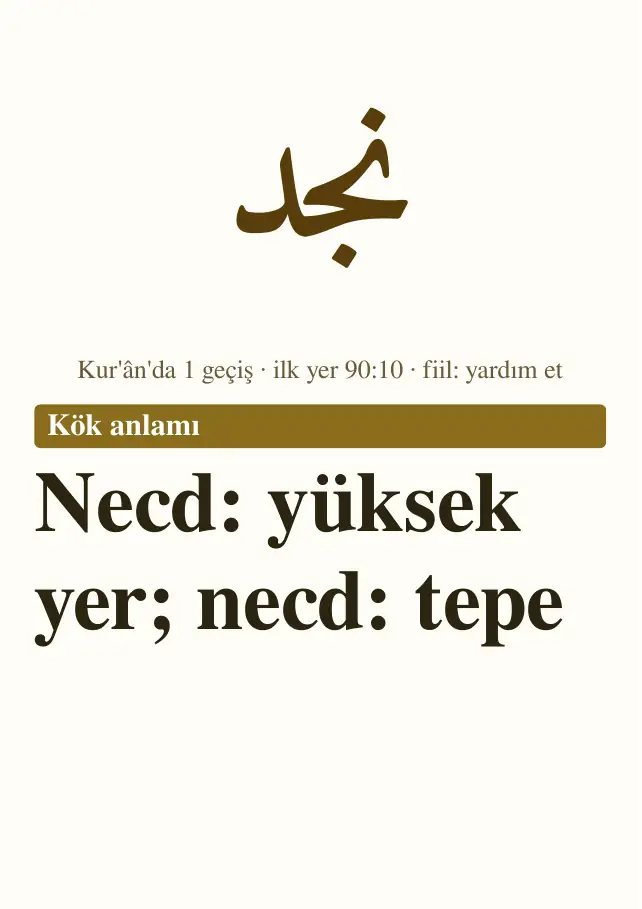 نجد
Kur'ân'da 1 geçiş · ilk yer 90:10 · fiil: yardım et
Kök anlamı
Necd: yüksek
yer; necd: tepe